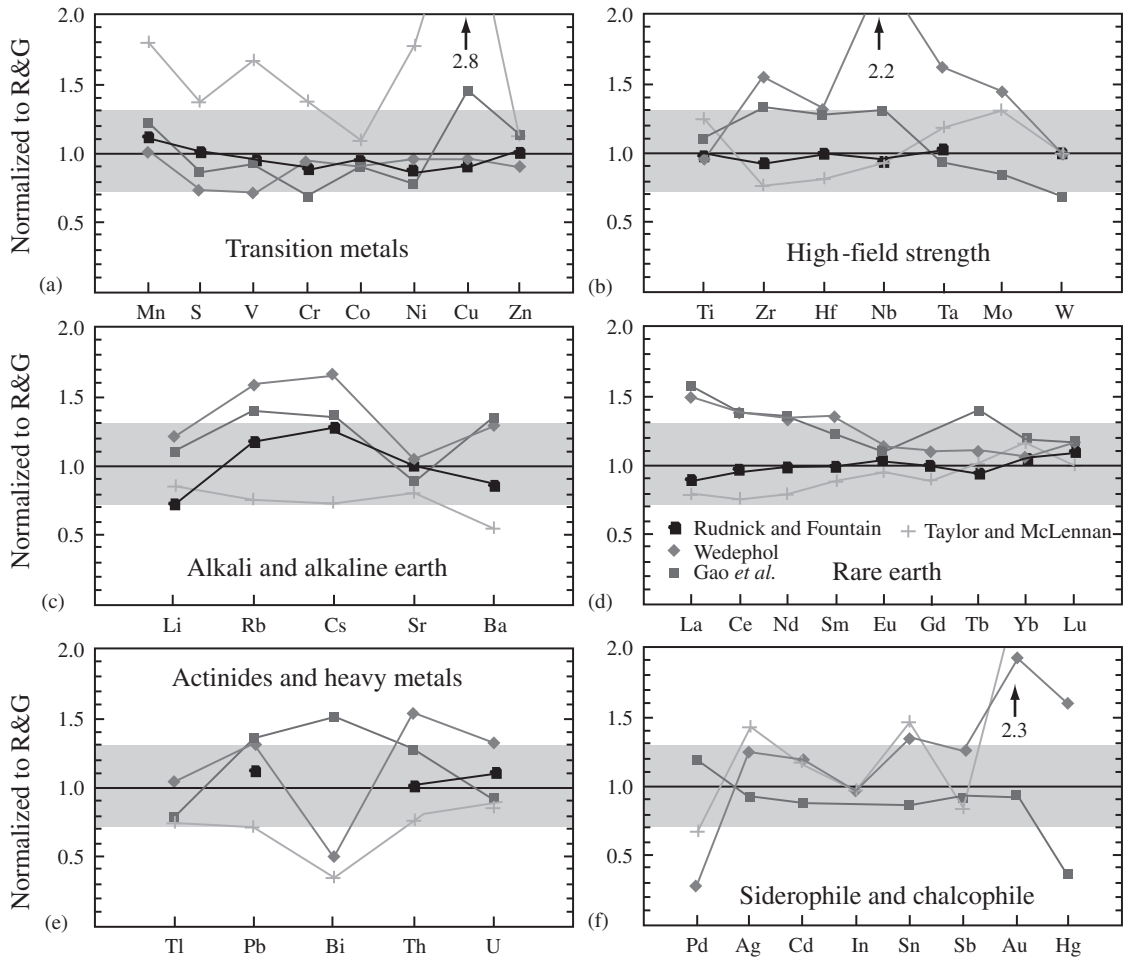 Normalized to R&G
2.0
1.5
1.0
0.5
2.8
Transition metals
(a)
Mn S V Cr Co Ni Cu Zn
2.0
1.5
1.0
0.5
2.2
High-field strength
(b)
Ti Zr Hf Nb Ta Mo W
Normalized to R&G
2.0
1.5
1.0
0.5
Alkali and alkaline earth
(c)
Li Rb Cs Sr Ba
2.0
1.5
1.0
0.5
Rudnick and Fountain
Taylor and McLennan
Wedephol
Gao et al.
Rare earth
(d)
La Ce Nd Sm Eu Gd Tb Yb Lu
Normalized to R&G
2.0
1.5
1.0
0.5
Actinides and heavy metals
(e)
Tl Pb Bi Th U
2.0
1.5
1.0
0.5
2.3
Siderophile and chalcophile
(f)
Pd Ag Cd In Sn Sb Au Hg